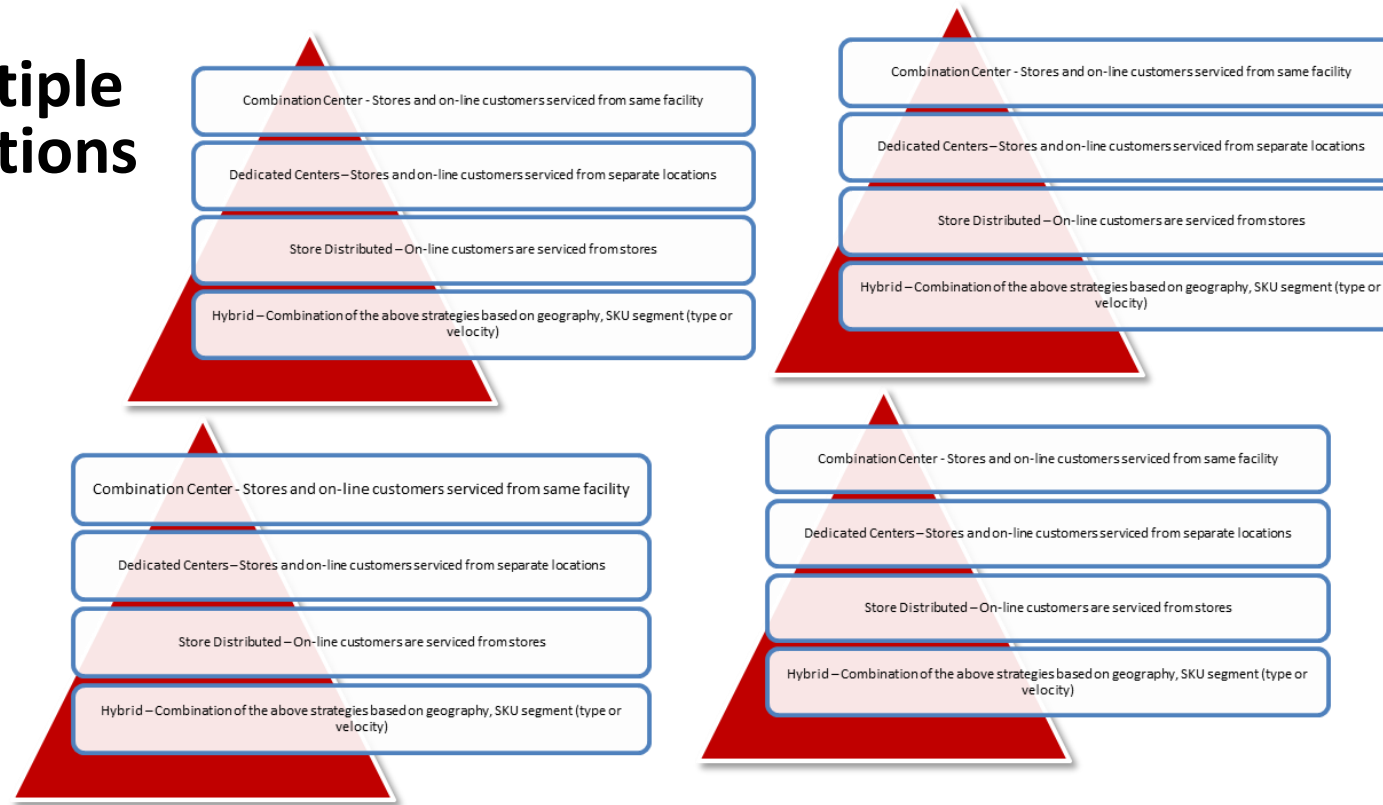 tiple
tions
Combination Center - Stores and on-line customers serviced from same facility
Dedicated Centers – Stores and on-line customers serviced from separate locations
Store Distributed – On-line customers are serviced from stores
Hybrid – Combination of the above strategies based on geography, SKU segment (type or
velocity)
Combination Center - Stores and on-line customers serviced from same facility
Dedicated Centers – Stores and on-line customers serviced from separate locations
Store Distributed – On-line customers are serviced from stores
Hybrid – Combination of the above strategies based on geography, SKU segment (type or
velocity)
Combination Center - Stores and on-line customers serviced from same facility
Dedicated Centers – Stores and on-line customers serviced from separate locations
Store Distributed – On-line customers are serviced from stores
Hybrid – Combination of the above strategies based on geography, SKU segment (type or
velocity)
Combination Center - Stores and on-line customers serviced from same facility
Dedicated Centers – Stores and on-line customers serviced from separate locations
Store Distributed – On-line customers are serviced from stores
Hybrid – Combination of the above strategies based on geography, SKU segment (type or
velocity)